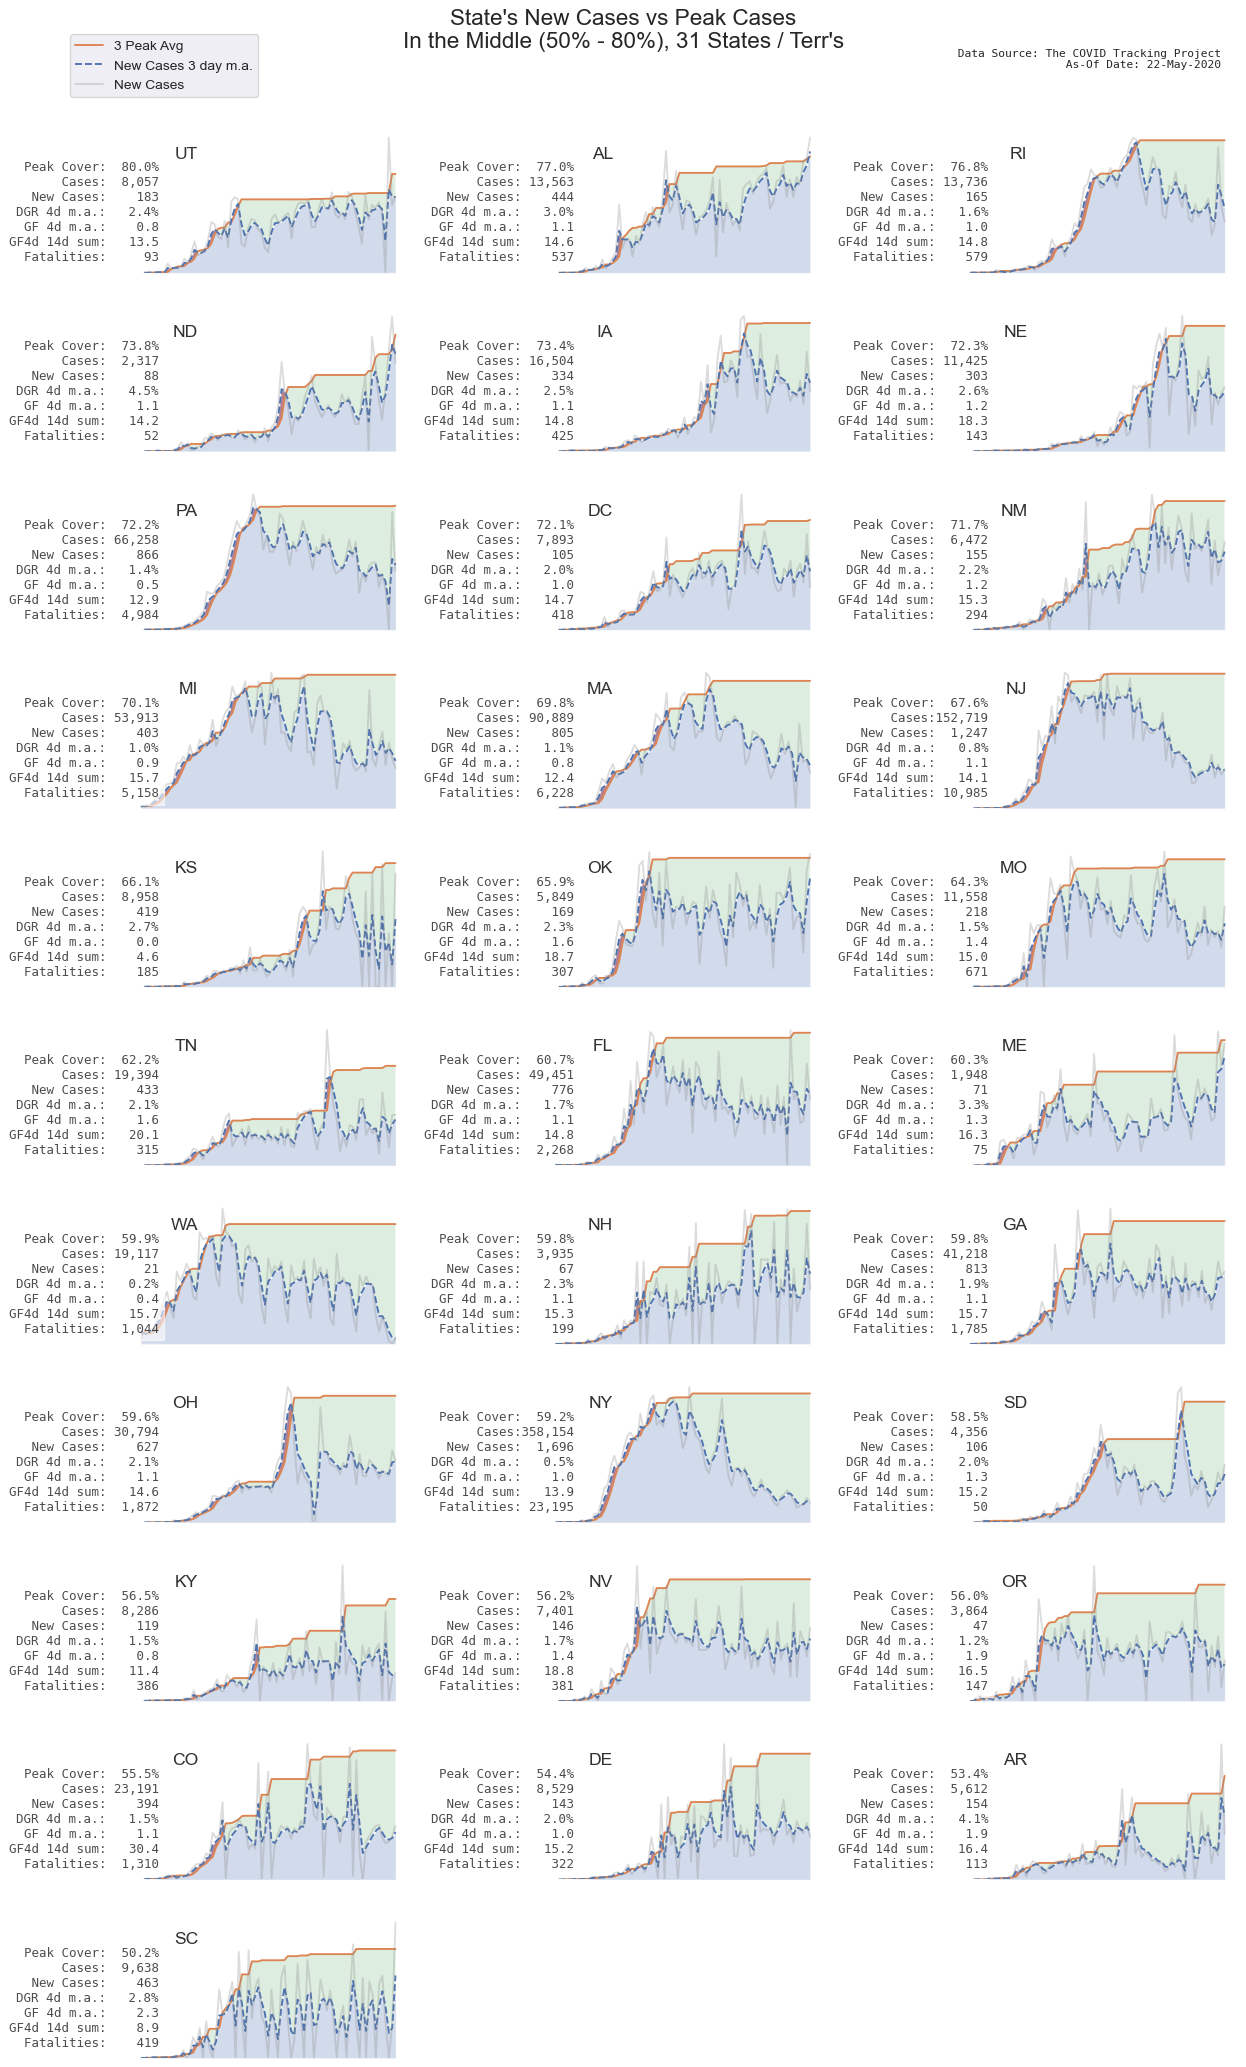 State's New Cases vs Peak Cases
In the Middle (50% - 80%), 31 States / Terr's
3 Peak Avg
New Cases 3 day m.a.
New Cases
Data Source: The COVID Tracking Project
As-Of Date: 22-May-2020
UT
Peak Cover: 80.0%
Cases: 8,057
New Cases: 183
DGR 4d m.a.: 2.4%
GF 4d m.a.: 0.8
GF4d 14d sum: 13.5
Fatalities: 93
AL
Peak Cover: 77.0%
Cases: 13,563
New Cases: 444
DGR 4d m.a.: 3.0%
GF 4d m.a.: 1.1
GF4d 14d sum: 14.6
Fatalities: 537
RI
Peak Cover: 76.8%
Cases: 13,736
New Cases: 165
DGR 4d m.a.: 1.6%
GF 4d m.a.: 1.0
GF4d 14d sum: 14.8
Fatalities: 579
ND
Peak Cover: 73.8%
Cases: 2,317
New Cases: 88
DGR 4d m.a.: 4.5%
GF 4d m.a.: 1.1
GF4d 14d sum: 14.2
Fatalities: 52
IA
Peak Cover: 73.4%
Cases: 16,504
New Cases: 334
DGR 4d m.a.: 2.5%
GF 4d m.a.: 1.1
GF4d 14d sum: 14.8
Fatalities: 425
NE
Peak Cover: 72.3%
Cases: 11,425
New Cases: 303
DGR 4d m.a.: 2.6%
GF 4d m.a.: 1.2
GF4d 14d sum: 18.3
Fatalities: 143
PA
Peak Cover: 72.2%
Cases: 66,258
New Cases: 866
DGR 4d m.a.: 1.4%
GF 4d m.a.: 0.5
GF4d 14d sum: 12.9
Fatalities: 4,984
DC
Peak Cover: 72.1%
Cases: 7,893
New Cases: 105
DGR 4d m.a.: 2.0%
GF 4d m.a.: 1.0
GF4d 14d sum: 14.7
Fatalities: 418
NM
Peak Cover: 71.7%
Cases: 6,472
New Cases: 155
DGR 4d m.a.: 2.2%
GF 4d m.a.: 1.2
GF4d 14d sum: 15.3
Fatalities: 294
MI
Peak Cover: 70.1%
Cases: 53,913
New Cases: 403
DGR 4d m.a.: 1.0%
GF 4d m.a.: 0.9
GF4d 14d sum: 15.7
Fatalities: 5,158
MA
Peak Cover: 69.8%
Cases: 90,889
New Cases: 805
DGR 4d m.a.: 1.1%
GF 4d m.a.: 0.8
GF4d 14d sum: 12.4
Fatalities: 6,228
NJ
Peak Cover: 67.6%
Cases:152,719
New Cases: 1,247
DGR 4d m.a.: 0.8%
GF 4d m.a.: 1.1
GF4d 14d sum: 14.1
Fatalities: 10,985
KS
Peak Cover: 66.1%
Cases: 8,958
New Cases: 419
DGR 4d m.a.: 2.7%
GF 4d m.a.: 0.0
GF4d 14d sum: 4.6
Fatalities: 185
OK
Peak Cover: 65.9%
Cases: 5,849
New Cases: 169
DGR 4d m.a.: 2.3%
GF 4d m.a.: 1.6
GF4d 14d sum: 18.7
Fatalities: 307
MO
Peak Cover: 64.3%
Cases: 11,558
New Cases: 218
DGR 4d m.a.: 1.5%
GF 4d m.a.: 1.4
GF4d 14d sum: 15.0
Fatalities: 671
TN
Peak Cover: 62.2%
Cases: 19,394
New Cases: 433
DGR 4d m.a.: 2.1%
GF 4d m.a.: 1.6
GF4d 14d sum: 20.1
Fatalities: 315
FL
Peak Cover: 60.7%
Cases: 49,451
New Cases: 776
DGR 4d m.a.: 1.7%
GF 4d m.a.: 1.1
GF4d 14d sum: 14.8
Fatalities: 2,268
ME
Peak Cover: 60.3%
Cases: 1,948
New Cases: 71
DGR 4d m.a.: 3.3%
GF 4d m.a.: 1.3
GF4d 14d sum: 16.3
Fatalities: 75
WA
Peak Cover: 59.9%
Cases: 19,117
New Cases: 21
DGR 4d m.a.: 0.2%
GF 4d m.a.: 0.4
GF4d 14d sum: 15.7
Fatalities: 1,044
NH
Peak Cover: 59.8%
Cases: 3,935
New Cases: 67
DGR 4d m.a.: 2.3%
GF 4d m.a.: 1.1
GF4d 14d sum: 15.3
Fatalities: 199
GA
Peak Cover: 59.8%
Cases: 41,218
New Cases: 813
DGR 4d m.a.: 1.9%
GF 4d m.a.: 1.1
GF4d 14d sum: 15.7
Fatalities: 1,785
OH
Peak Cover: 59.6%
Cases: 30,794
New Cases: 627
DGR 4d m.a.: 2.1%
GF 4d m.a.: 1.1
GF4d 14d sum: 14.6
Fatalities: 1,872
NY
Peak Cover: 59.2%
Cases:358,154
New Cases: 1,696
DGR 4d m.a.: 0.5%
GF 4d m.a.: 1.0
GF4d 14d sum: 13.9
Fatalities: 23,195
SD
Peak Cover: 58.5%
Cases: 4,356
New Cases: 106
DGR 4d m.a.: 2.0%
GF 4d m.a.: 1.3
GF4d 14d sum: 15.2
Fatalities: 50
KY
Peak Cover: 56.5%
Cases: 8,286
New Cases: 119
DGR 4d m.a.: 1.5%
GF 4d m.a.: 0.8
GF4d 14d sum: 11.4
Fatalities: 386
NV
Peak Cover: 56.2%
Cases: 7,401
New Cases: 146
DGR 4d m.a.: 1.7%
GF 4d m.a.: 1.4
GF4d 14d sum: 18.8
Fatalities: 381
OR
Peak Cover: 56.0%
Cases: 3,864
New Cases: 47
DGR 4d m.a.: 1.2%
GF 4d m.a.: 1.9
GF4d 14d sum: 16.5
Fatalities: 147
CO
Peak Cover: 55.5%
Cases: 23,191
New Cases: 394
DGR 4d m.a.: 1.5%
GF 4d m.a.: 1.1
GF4d 14d sum: 30.4
Fatalities: 1,310
DE
Peak Cover: 54.4%
Cases: 8,529
New Cases: 143
DGR 4d m.a.: 2.0%
GF 4d m.a.: 1.0
GF4d 14d sum: 15.2
Fatalities: 322
AR
Peak Cover: 53.4%
Cases: 5,612
New Cases: 154
DGR 4d m.a.: 4.1%
GF 4d m.a.: 1.9
GF4d 14d sum: 16.4
Fatalities: 113
SC
Peak Cover: 50.2%
Cases: 9,638
New Cases: 463
DGR 4d m.a.: 2.8%
GF 4d m.a.: 2.3
GF4d 14d sum: 8.9
Fatalities: 419